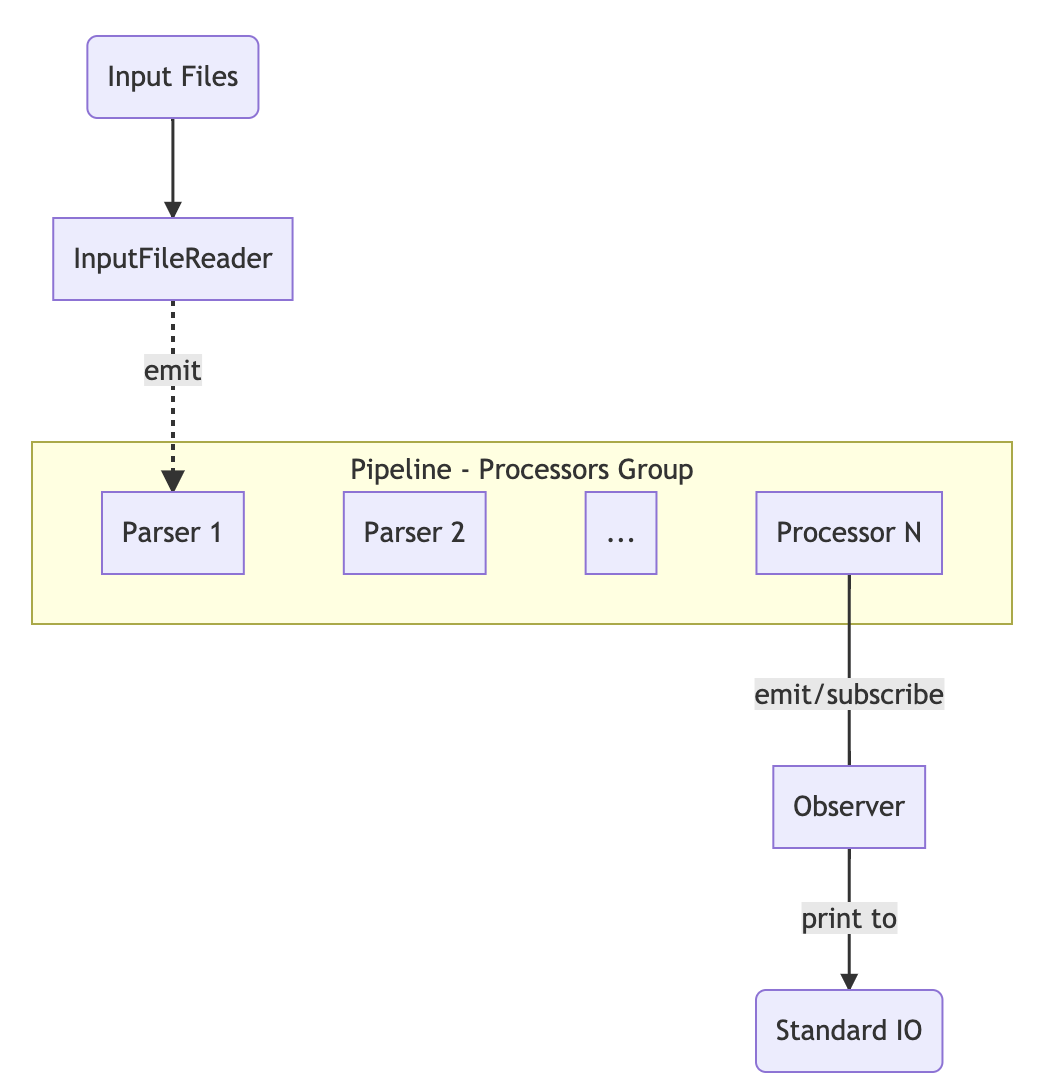 Input Files
InputFileReader
emit
Pipeline - Processors Group
Parser 1
Parser 2
...
Processor N
emit/subscribe
Observer
print to
Standard IO